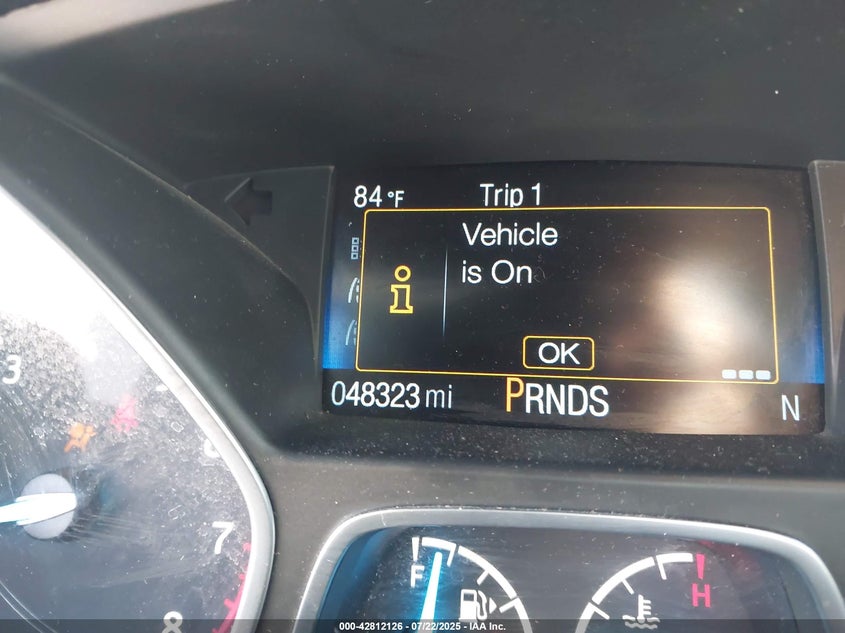 84 °F Trip 1
Vehicle
is On
OK
048323 mi PRNDS N
3
7
8
F
H
000-42812126 - 07/22/2025 - IAA Inc.